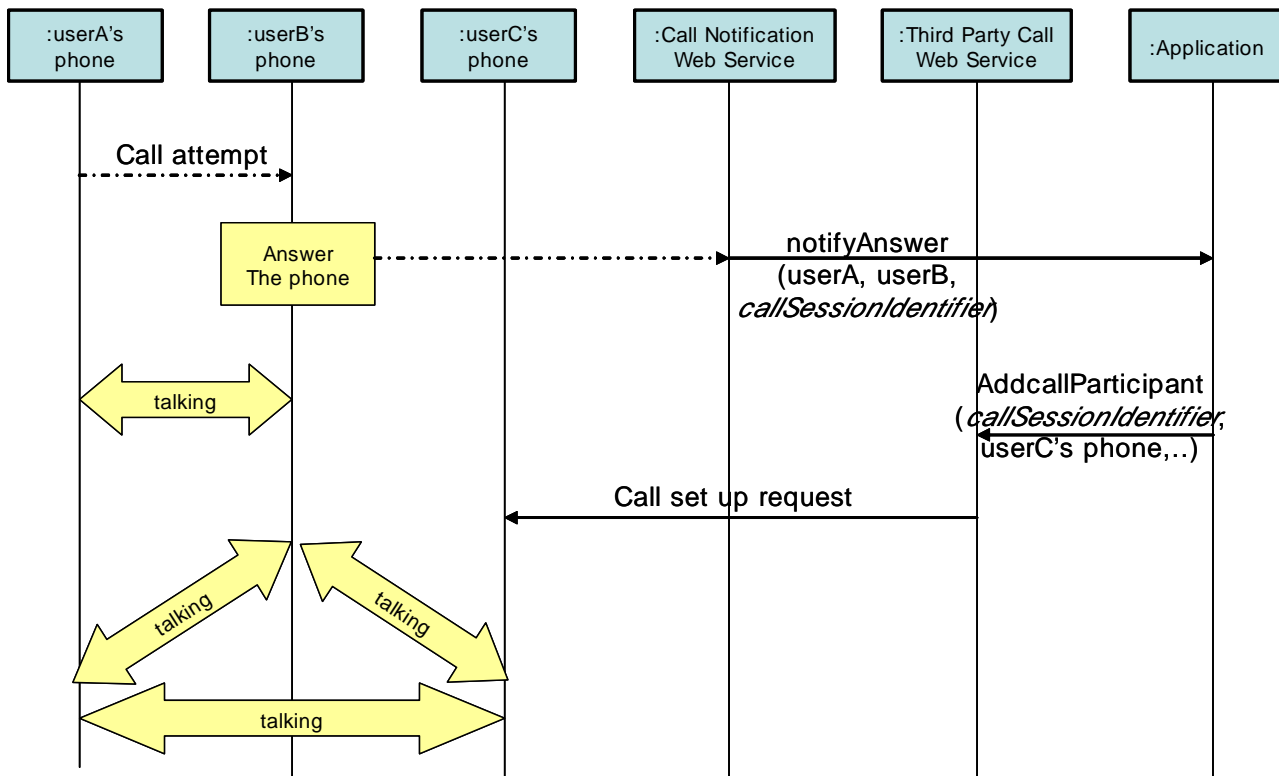 :userA's
phone
:userB's
phone
:userC's
phone
:Call Notification
Web Service
:Third Party Call
Web Service
:Application
Call attempt
Answer
The phone
notifyAnswer
(userA, userB,
callSessionIdentifier)
talking
AddcallParticipant
(callSessionIdentifier,
userC's phone,..)
Call set up request
talking
talking
talking